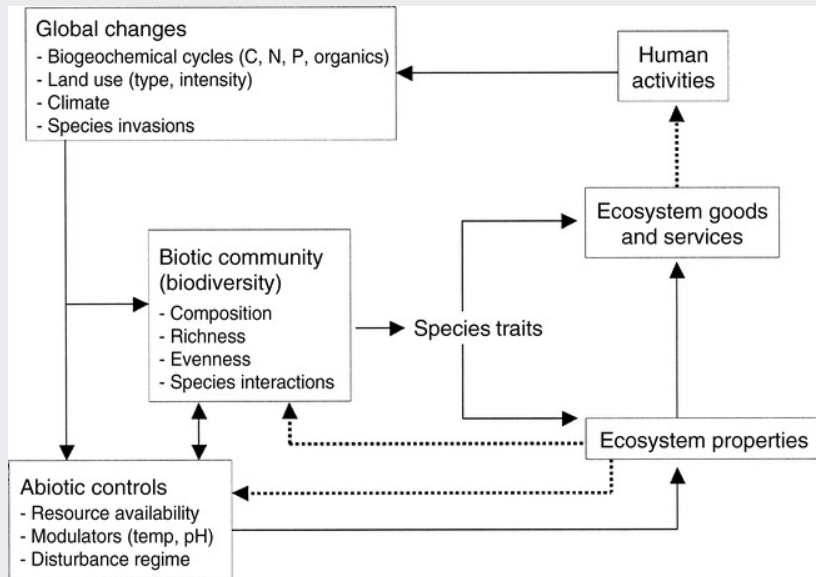 Global changes
- Biogeochemical cycles (C, N, P, organics)
- Land use (type, intensity)
- Climate
- Species invasions
Human
activities
Ecosystem goods
and services
Biotic community
(biodiversity)
- Composition
- Richness
- Evenness
- Species interactions
Species traits
Ecosystem properties
Abiotic controls
- Resource availability
- Modulators (temp, pH)
- Disturbance regime